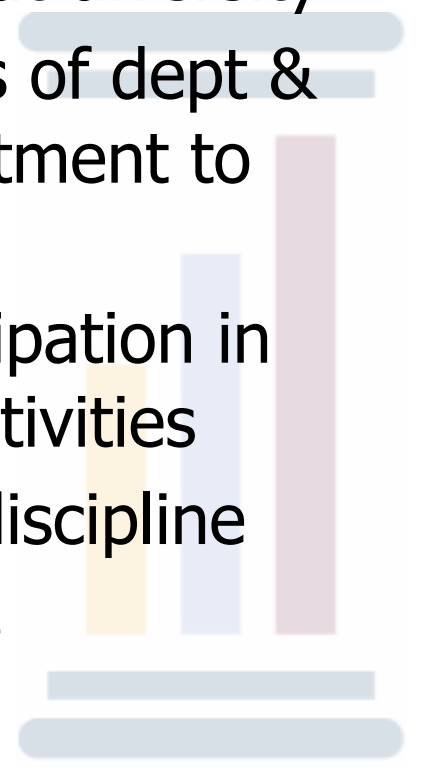 s of dept &
tment to
ipation in
tivities
discipline